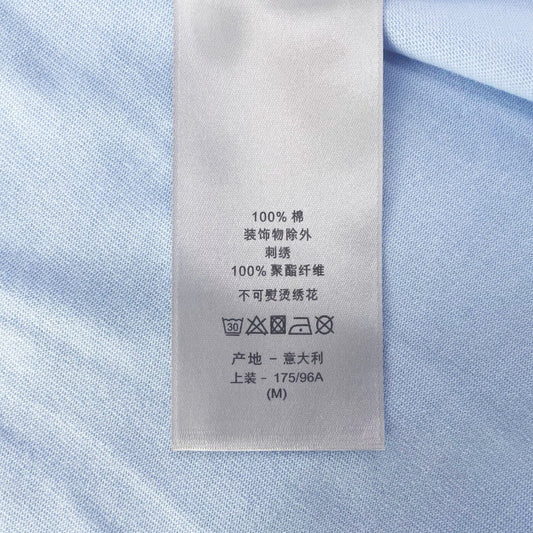 100% 棉
装饰物除外
刺绣
100% 聚酯纤维
不可熨烫绣花
30
产地 - 意大利
上装 - 175/96A
(M)